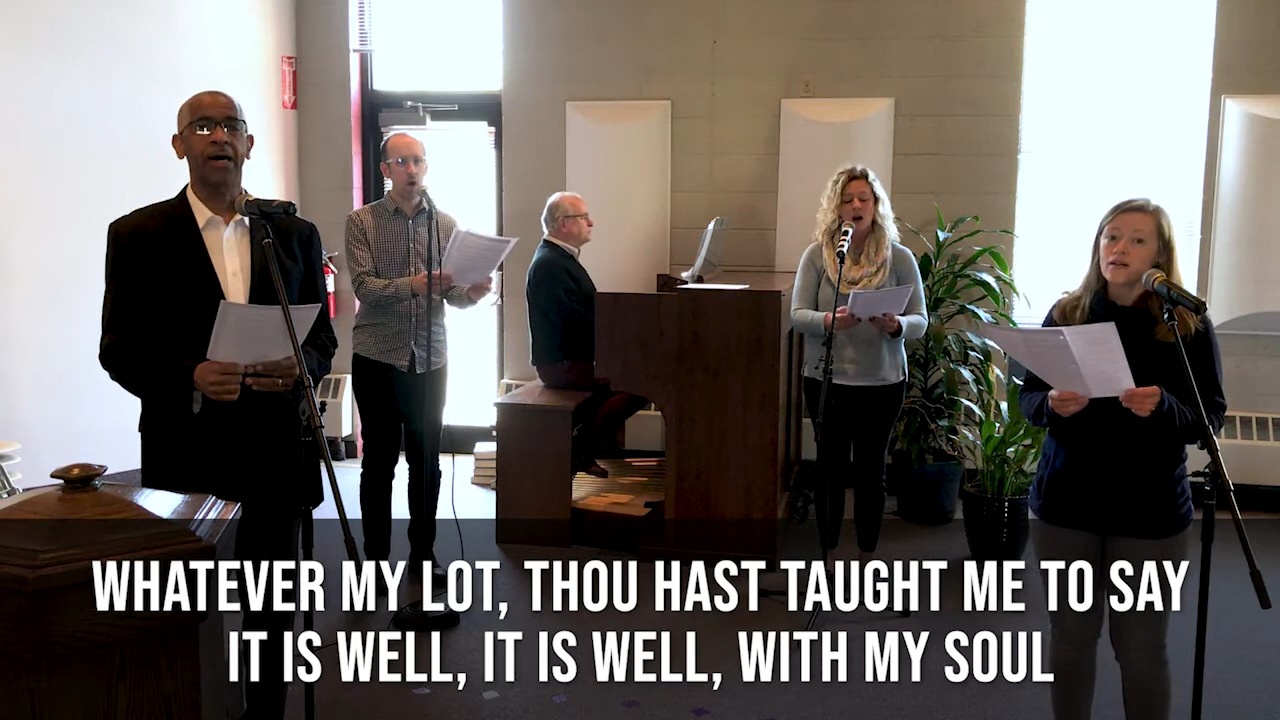 WHATEVER MY LOT, THOU HAST TAUGHT ME TO SAY
IT IS WELL, IT IS WELL, WITH MY SOUL